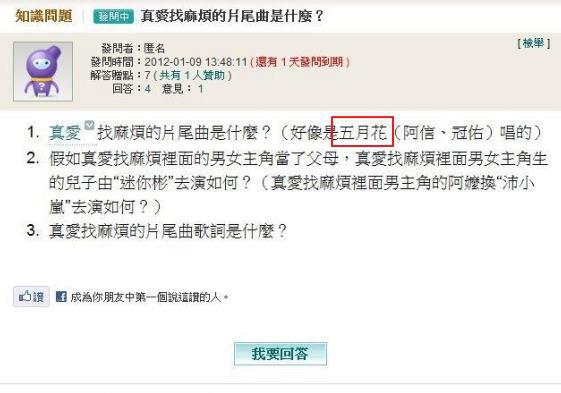 知識問題 發問中 真愛找麻煩的片尾曲是什麼？
[ 檢舉 ]
發問者：匿名
發問時間：2012-01-09 13:48:11 ( 還有 1 天發問到期 )
解答贈點：7 ( 共有 1 人贊助 )
回答：4 意見：1
1. 真愛找麻煩的片尾曲是什麼？（好像是五月花（阿信、冠佑）唱的）
2. 假如真愛找麻煩裡面的男女主角當了父母，真愛找麻煩裡面男女主角生
的兒子由“迷你彬”去演如何？（真愛找麻煩裡面男主角的阿嬤換“沛小
嵐”去演如何？）
3. 真愛找麻煩的片尾曲歌詞是什麼？
讚 成為你朋友中第一個說這讚的人。
我要回答